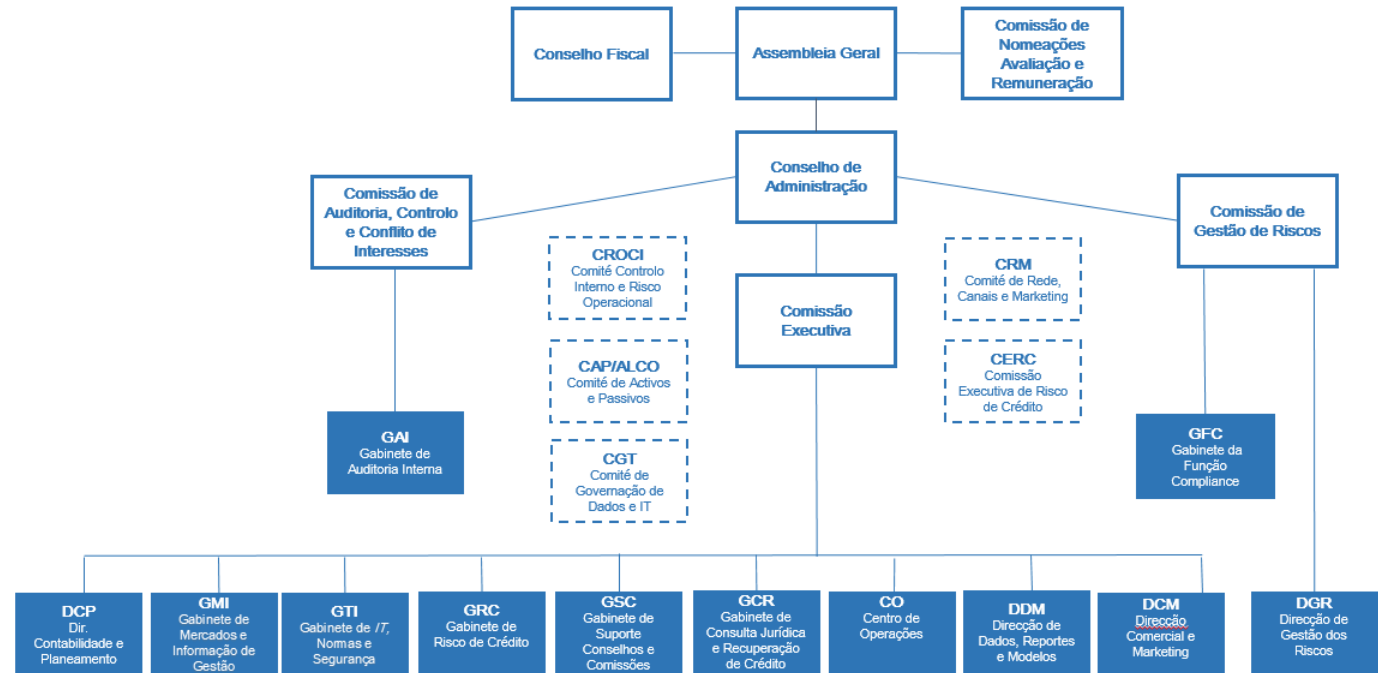 Conselho Fiscal
Assembleia Geral
Comissão de
Nomeações
Avaliação e
Remuneração
Conselho de
Administração
Comissão de
Auditoria, Controlo
e Conflito de
Interesses
Comissão de
Gestão de Riscos
CROCI
Comité Controlo
Interno e Risco
Operacional
CRM
Comité de Rede,
Canais e Marketing
Comissão
Executiva
CAP/ALCO
Comité de Activos
e Passivos
CERC
Comissão
Executiva de Risco
de Crédito
GAI
Gabinete de
Auditoria Interna
CGT
Comité de
Governação de
Dados e IT
GFC
Gabinete da
Função
Compliance
DCP
Dir.
Contabilidade e
Planeamento
GMI
Gabinete de
Mercados e
Informação de
Gestão
GTI
Gabinete de IT,
Normas e
Segurança
GRC
Gabinete de
Risco de Crédito
GSC
Gabinete de
Suporte
Conselhos e
Comissões
GCR
Gabinete de
Consulta Jurídica
e Recuperação
de Crédito
CO
Centro de
Operações
DDM
Direcção de
Dados, Reportes
e Modelos
DCM
Direcção
Comercial e
Marketing
DGR
Direcção de
Gestão dos
Riscos